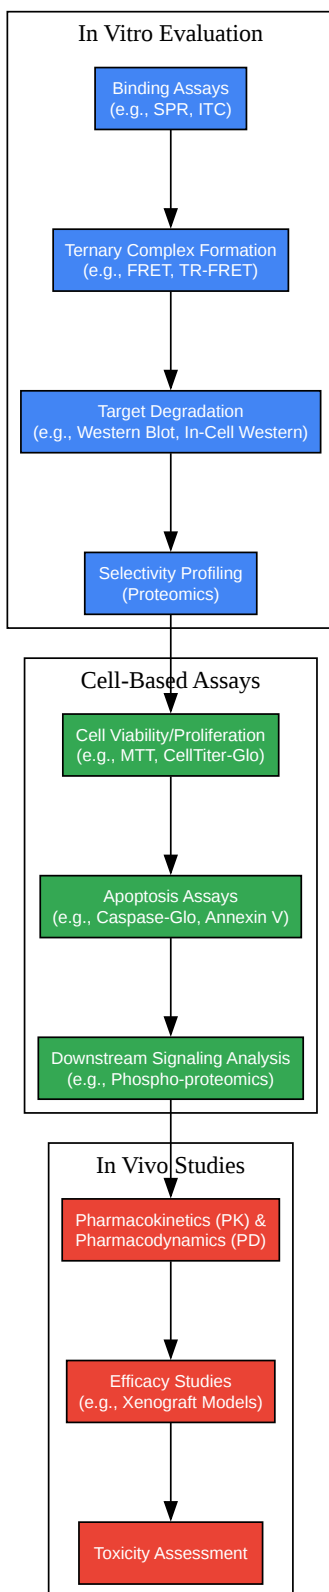 In Vitro Evaluation
Binding Assays
(e.g., SPR, ITC)
Ternary Complex Formation
(e.g., FRET, TR-FRET)
Target Degradation
(e.g., Western Blot, In-Cell Western)
Selectivity Profiling
(Proteomics)
Cell-Based Assays
Cell Viability/Proliferation
(e.g., MTT, CellTiter-Glo)
Apoptosis Assays
(e.g., Caspase-Glo, Annexin V)
Downstream Signaling Analysis
(e.g., Phospho-proteomics)
In Vivo Studies
Pharmacokinetics (PK) &
Pharmacodynamics (PD)
Efficacy Studies
(e.g., Xenograft Models)
Toxicity Assessment